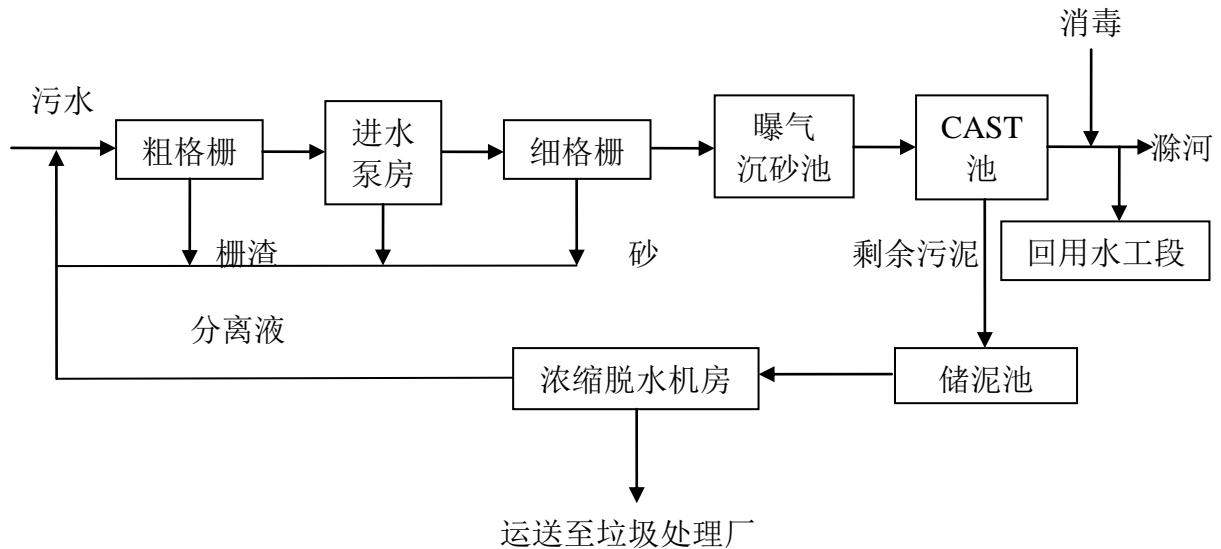 消毒
污水
粗格栅
进水
泵房
细格栅
曝气
沉砂池
CAST
池
滁河
栅渣
砂
剩余污泥
回用水工段
分离液
浓缩脱水机房
储泥池
运送至垃圾处理厂